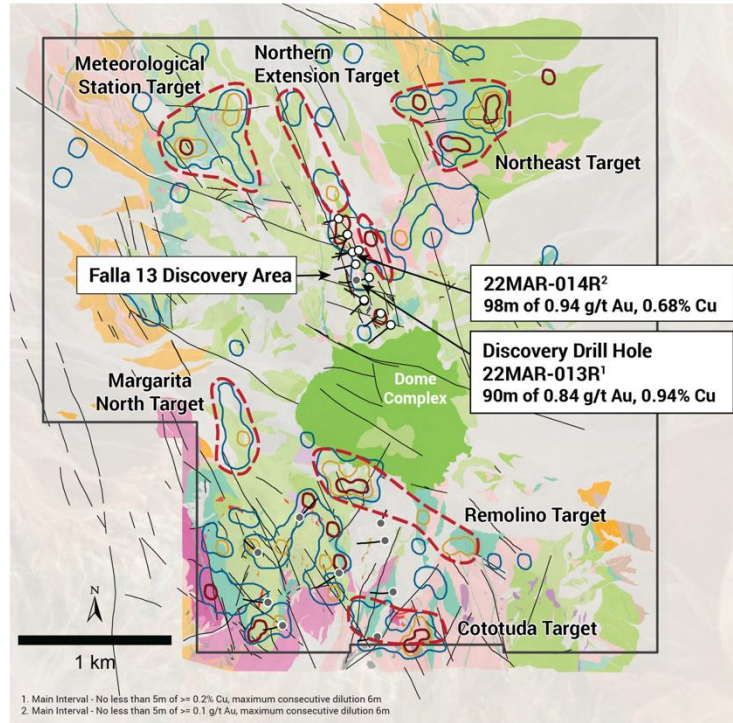 Meteorological
Station Target
Northern
Extension Target
Northeast Target
Falla 13 Discovery Area
22MAR-014R²
98m of 0.94 g/t Au, 0.68% Cu
Discovery Drill Hole
22MAR-013R¹
90m of 0.84 g/t Au, 0.94% Cu
Margarita
North Target
Dome
Complex
Remolino Target
Cototuda Target
N
1 km
1. Main Interval - No less than 5m of >= 0.2% Cu, maximum consecutive dilution 6m
2. Main Interval - No less than 5m of >= 0.1 g/t Au, maximum consecutive dilution 6m